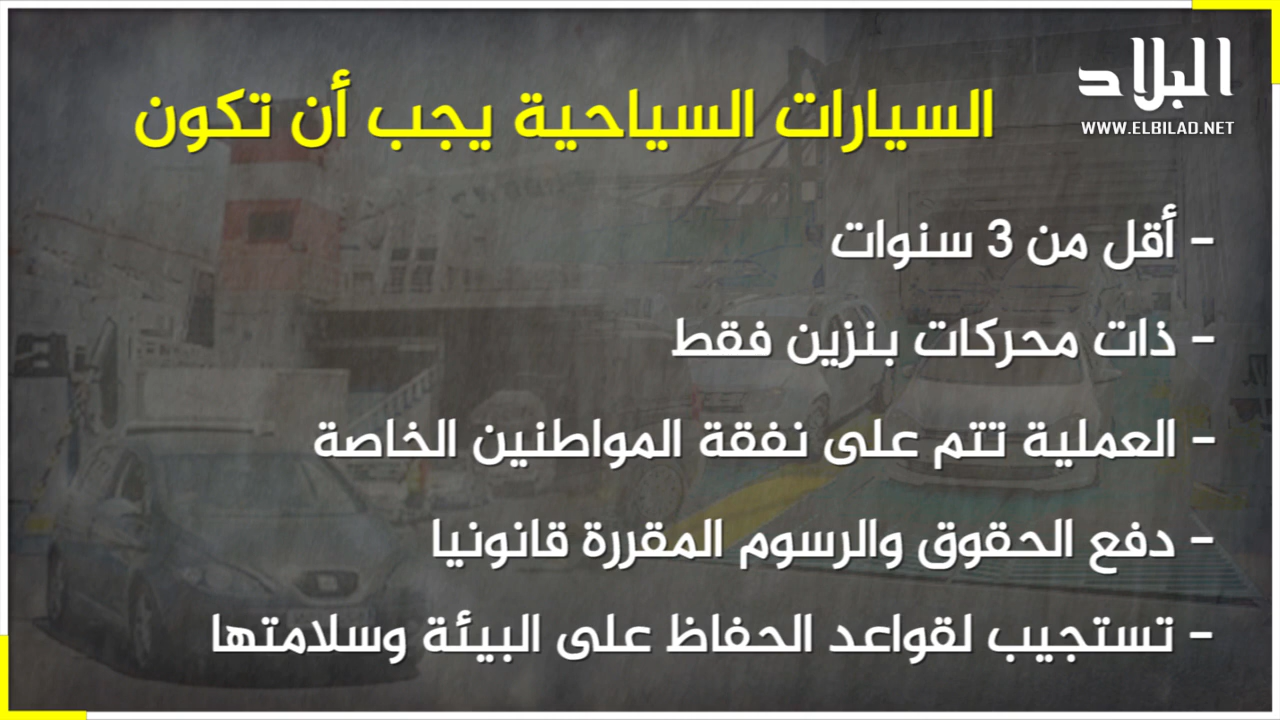 البلاد
WWW.ELBILAD.NET
السيارات السياحية يجب أن تكون
- أقل من 3 سنوات
- ذات محركات بنزين فقط
- العملية تتم على نفقة المواطنين الخاصة
- دفع الحقوق والرسوم المقررة قانونيا
- تستجيب لقواعد الحفاظ على البيئة وسلامتها